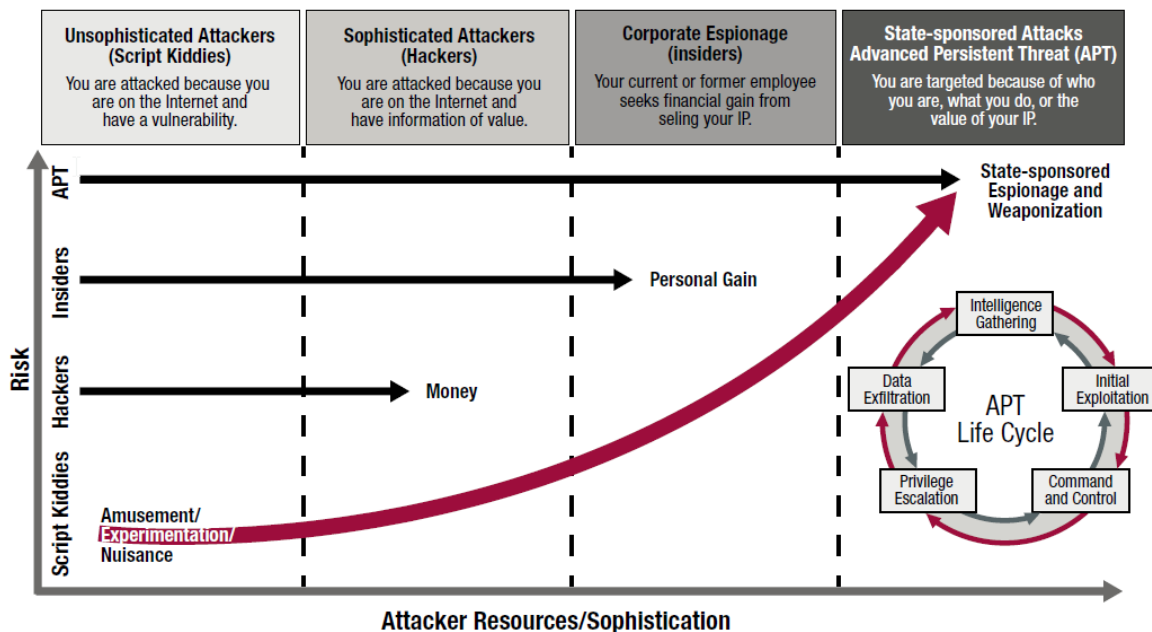 Unsophisticated Attackers
(Script Kiddies)
You are attacked because you
are on the Internet and
have a vulnerability.
Sophisticated Attackers
(Hackers)
You are attacked because you
are on the Internet and
have information of value.
Corporate Espionage
(insiders)
Your current or former employee
seeks financial gain from
seling your IP.
State-sponsored Attacks
Advanced Persistent Threat (APT)
You are targeted because of who
you are, what you do, or the
value of your IP.
Risk
APT
Insiders
Hackers
Script Kiddies
State-sponsored
Espionage and
Weaponization
Personal Gain
Money
Amusement/
Experimentation/
Nuisance
Intelligence
Gathering
Data
Exfiltration
Initial
Exploitation
APT
Life Cycle
Privilege
Escalation
Command
and Control
Attacker Resources/Sophistication